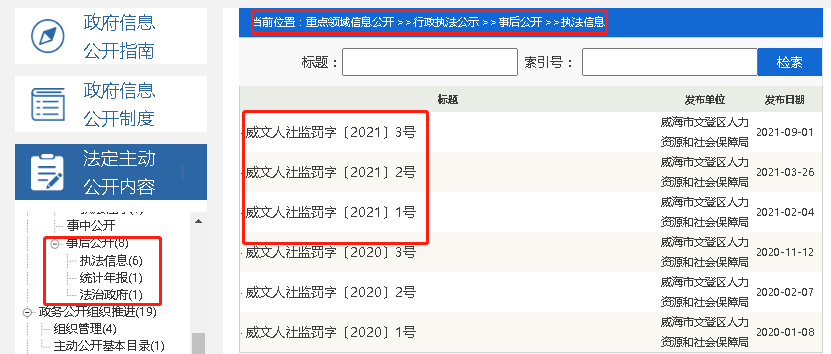 政府信息
公开指南
政府信息
公开制度
法定主动
公开内容
事中公开
事后公开(8)
执法信息(6)
统计年报(1)
法治政府(1)
政务公开组织推进(19)
组织管理(4)
主动公开基本目录(1)
当前位置：重点领域信息公开 >> 行政执法公示 >> 事后公开 >> 执法信息
标题： 索引号： 检索
标题 发布单位 发布日期
威文人社监罚字〔2021〕3号 威海市文登区人力资源和社会保障局 2021-09-01
威文人社监罚字〔2021〕2号 威海市文登区人力资源和社会保障局 2021-03-26
威文人社监罚字〔2021〕1号 威海市文登区人力资源和社会保障局 2021-02-04
威文人社监罚字〔2020〕3号 威海市文登区人力资源和社会保障局 2020-11-12
威文人社监罚字〔2020〕2号 威海市文登区人力资源和社会保障局 2020-02-07
威文人社监罚字〔2020〕1号 威海市文登区人力资源和社会保障局 2020-01-08